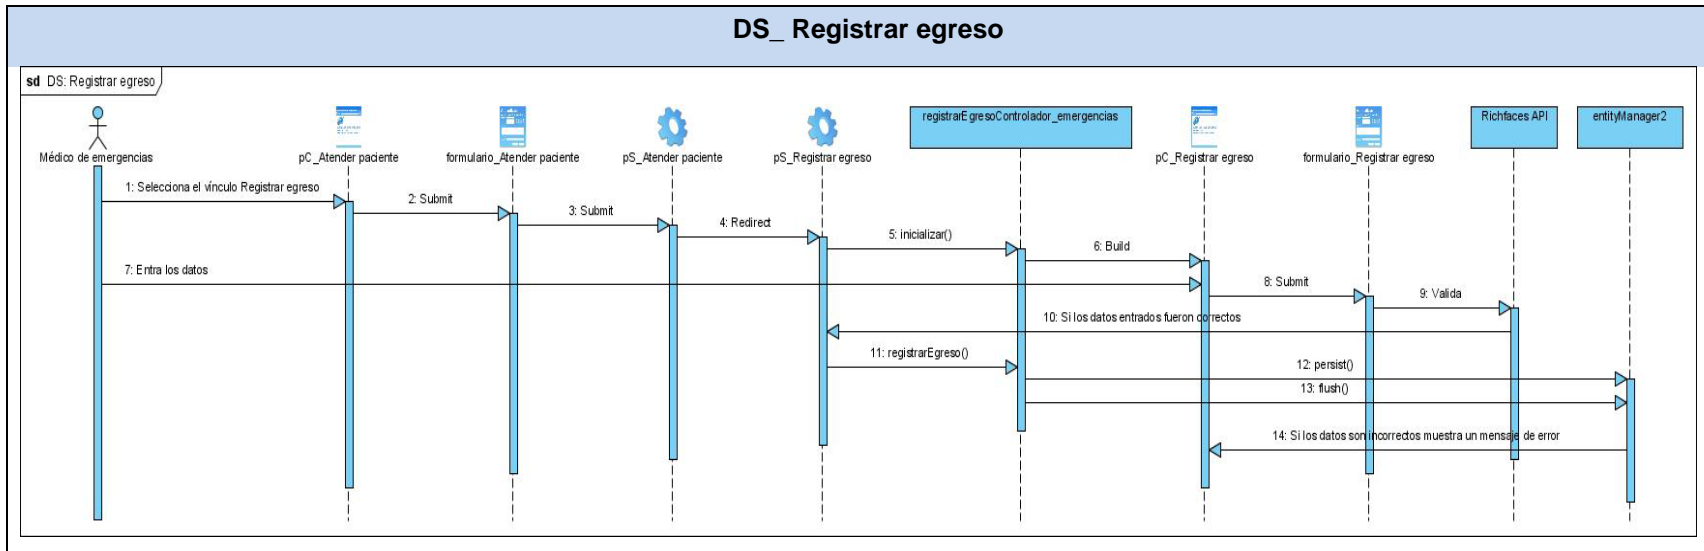 DS_ Registrar egreso
sd DS: Registrar egreso
registrarEgresoControlador_emergencias
Richfaces API
entityManager2
Médico de emergencias
pC_Atender paciente
formulario_Atender paciente
pS_Atender paciente
pS_Registrar egreso
pC_Registrar egreso
formulario_Registrar egreso
1: Selecciona el vínculo Registrar egreso
2: Submit
3: Submit
4: Redirect
5: inicializar()
6: Build
7: Entra los datos
8: Submit
9: Valida
10: Si los datos entrados fueron correctos
11: registrarEgreso()
12: persist()
13: flush()
14: Si los datos son incorrectos muestra un mensaje de error